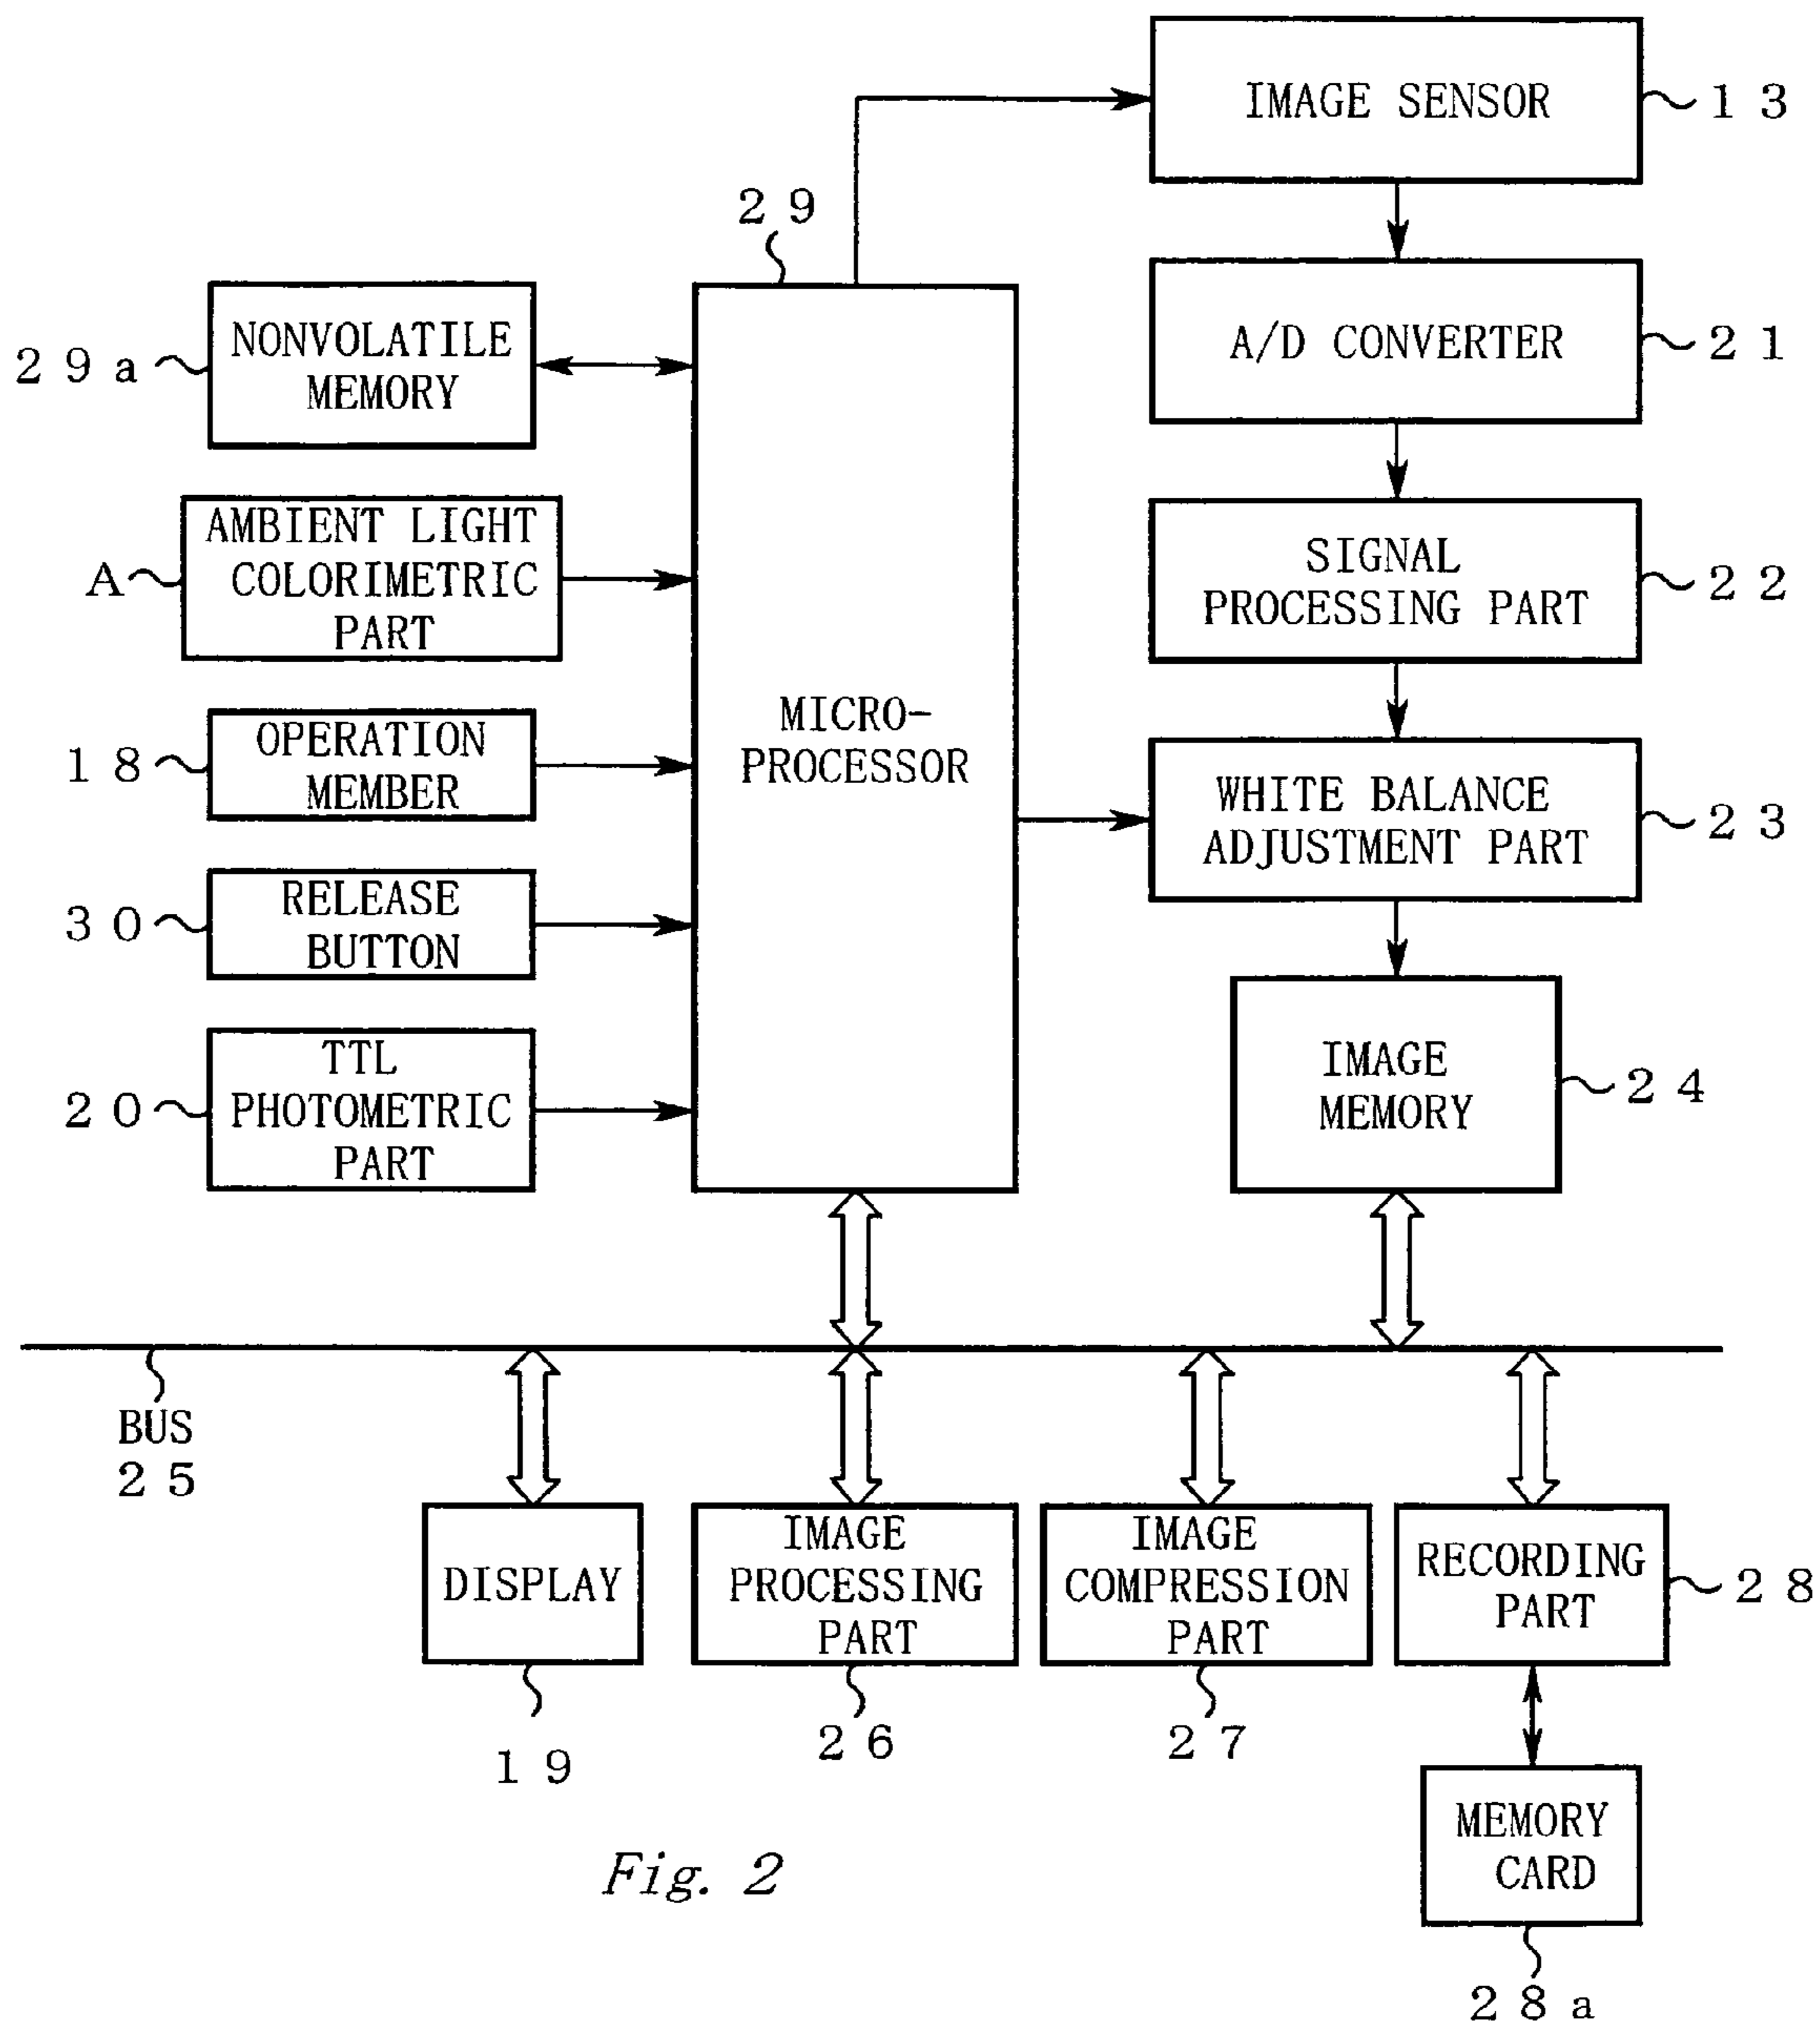 IMAGE SENSOR
13
29
A/D CONVERTER
21
NONVOLATILE
MEMORY
29a
AMBIENT LIGHT
COLORIMETRIC
PART
A
SIGNAL
PROCESSING PART
22
MICRO-
PROCESSOR
OPERATION
MEMBER
18
WHITE BALANCE
ADJUSTMENT PART
23
RELEASE
BUTTON
30
TTL
PHOTOMETRIC
PART
20
IMAGE
MEMORY
24
BUS
25
DISPLAY
19
IMAGE
PROCESSING
PART
26
IMAGE
COMPRESSION
PART
27
RECORDING
PART
28
MEMORY
CARD
28a
Fig. 2